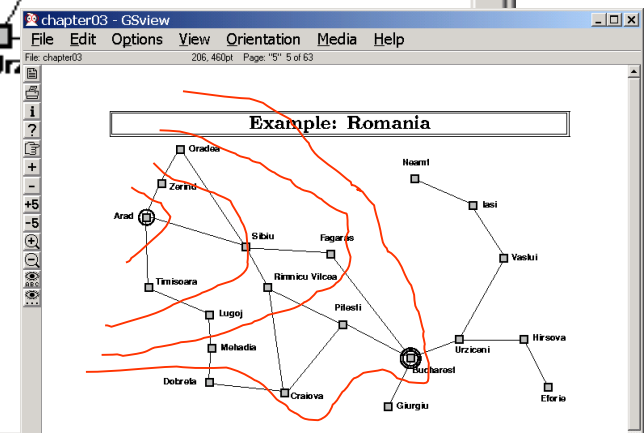 chapter03 - GSview
File Edit Options View Orientation Media Help
File: chapter03 206, 460pt Page: "5" 5 of 63
i
?
+
-
+5
-5
Example: Romania
Oradea
Neamt
Zerind
Iasi
Arad
Sibiu
Fagaras
Vaslui
Timisoara
Rimnicu Vilcea
Lugoj
Pitesti
Mehadia
Urziceni
Hirsova
Bucharest
Dobreta
Craiova
Giurgiu
Eforie